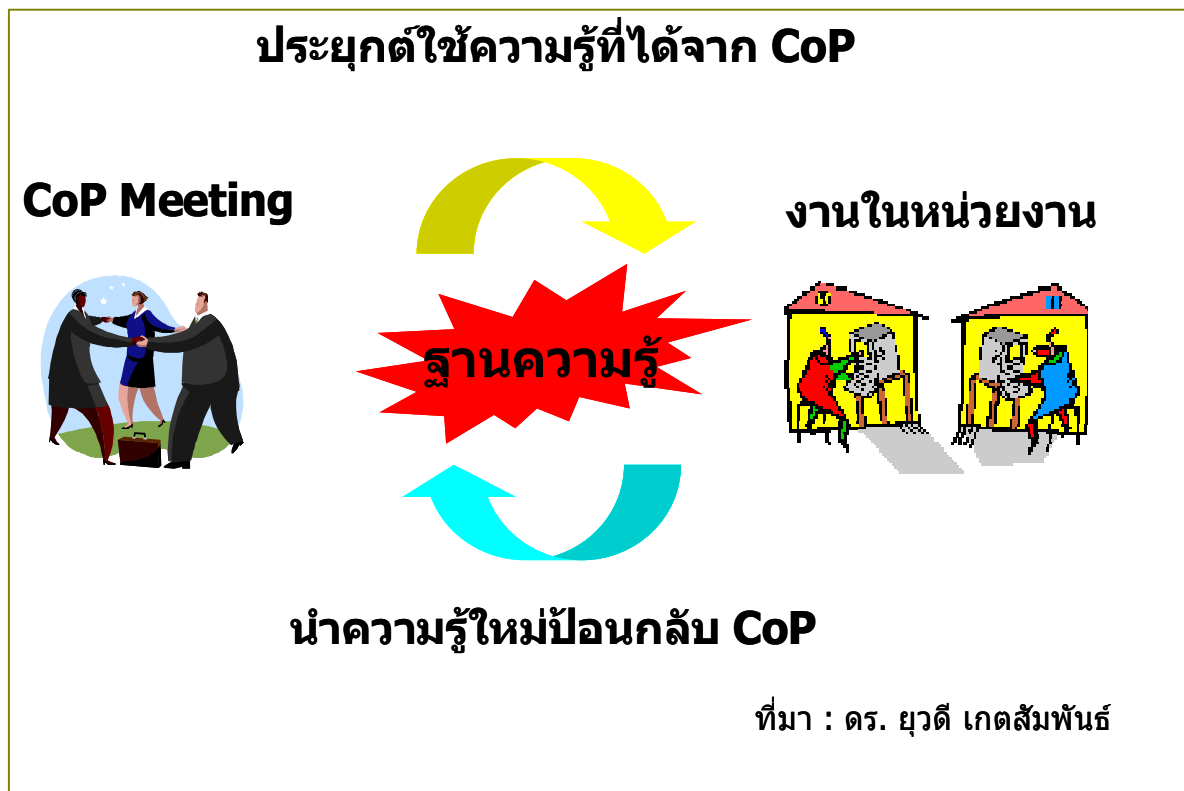 ประยุกต์ใช้ความรู้ที่ได้จาก CoP
CoP Meeting
งานในหน่วยงาน
ฐานความรู้
นำความรู้ใหม่ป้อนกลับ CoP
ที่มา : ดร. ยุวดี เกตสัมพันธ์